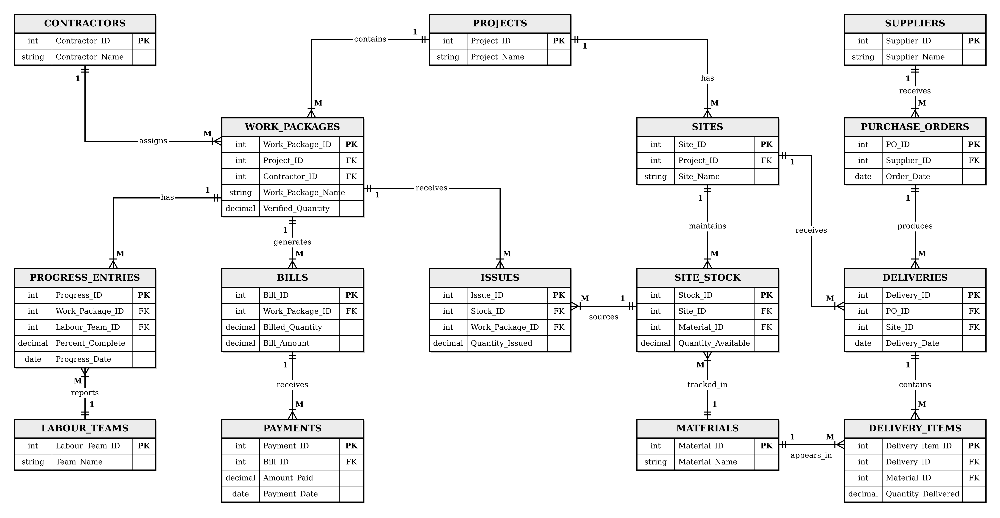 CONTRACTORS
int Contractor_ID PK
string Contractor_Name
PROJECTS
int Project_ID PK
string Project_Name
SUPPLIERS
int Supplier_ID PK
string Supplier_Name
1
contains
1
has
M
M
1
assigns
M
1
receives
M
WORK_PACKAGES
int Work_Package_ID PK
int Project_ID FK
int Contractor_ID FK
string Work_Package_Name
decimal Verified_Quantity
SITES
int Site_ID PK
int Project_ID FK
string Site_Name
PURCHASE_ORDERS
int PO_ID PK
int Supplier_ID FK
date Order_Date
1
has
M
1
generates
M
1
receives
M
1
maintains
M
1
receives
M
1
produces
M
PROGRESS_ENTRIES
int Progress_ID PK
int Work_Package_ID FK
int Labour_Team_ID FK
decimal Percent_Complete
date Progress_Date
BILLS
int Bill_ID PK
int Work_Package_ID FK
decimal Billed_Quantity
decimal Bill_Amount
ISSUES
int Issue_ID PK
int Stock_ID FK
int Work_Package_ID FK
decimal Quantity_Issued
M 1
sources
SITE_STOCK
int Stock_ID PK
int Site_ID FK
int Material_ID FK
decimal Quantity_Available
DELIVERIES
int Delivery_ID PK
int PO_ID FK
int Site_ID FK
date Delivery_Date
M
reports
1
1
receives
M
M
tracked_in
1
1
contains
M
LABOUR_TEAMS
int Labour_Team_ID PK
string Team_Name
PAYMENTS
int Payment_ID PK
int Bill_ID FK
decimal Amount_Paid
date Payment_Date
MATERIALS
int Material_ID PK
string Material_Name
1 M
appears_in
DELIVERY_ITEMS
int Delivery_Item_ID PK
int Delivery_ID FK
int Material_ID FK
decimal Quantity_Delivered